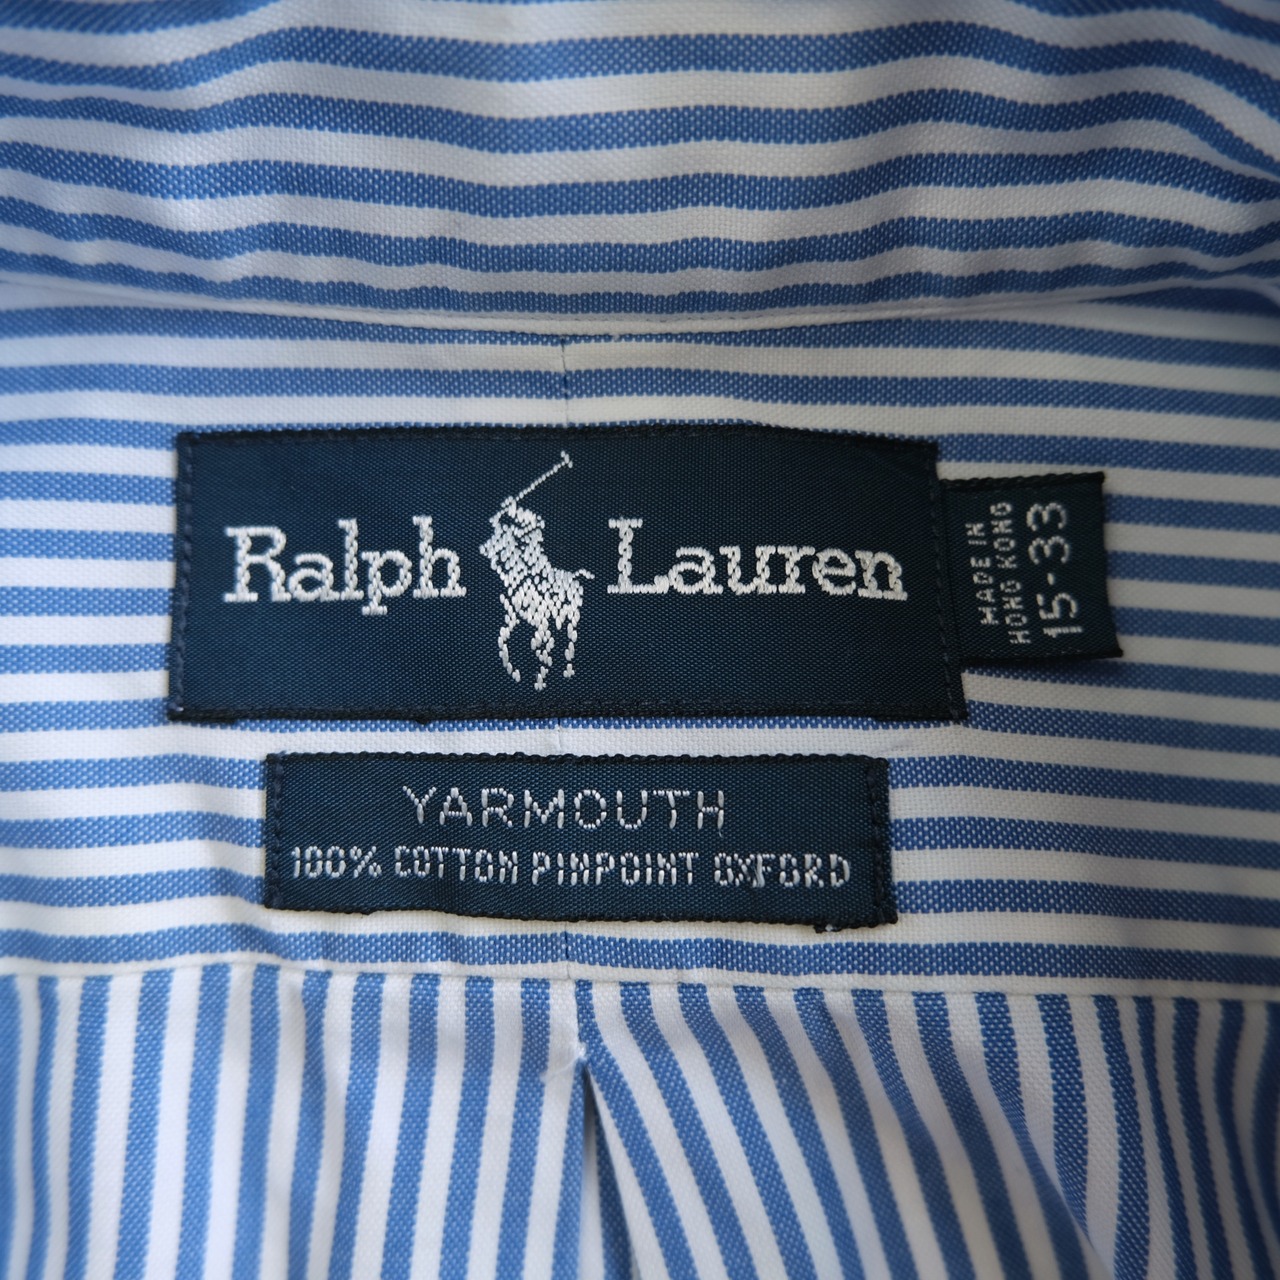 Ralph Lauren
MADE IN
HONG KONG
15-33
YARMOUTH
100% COTTON PINPOINT OXFORD